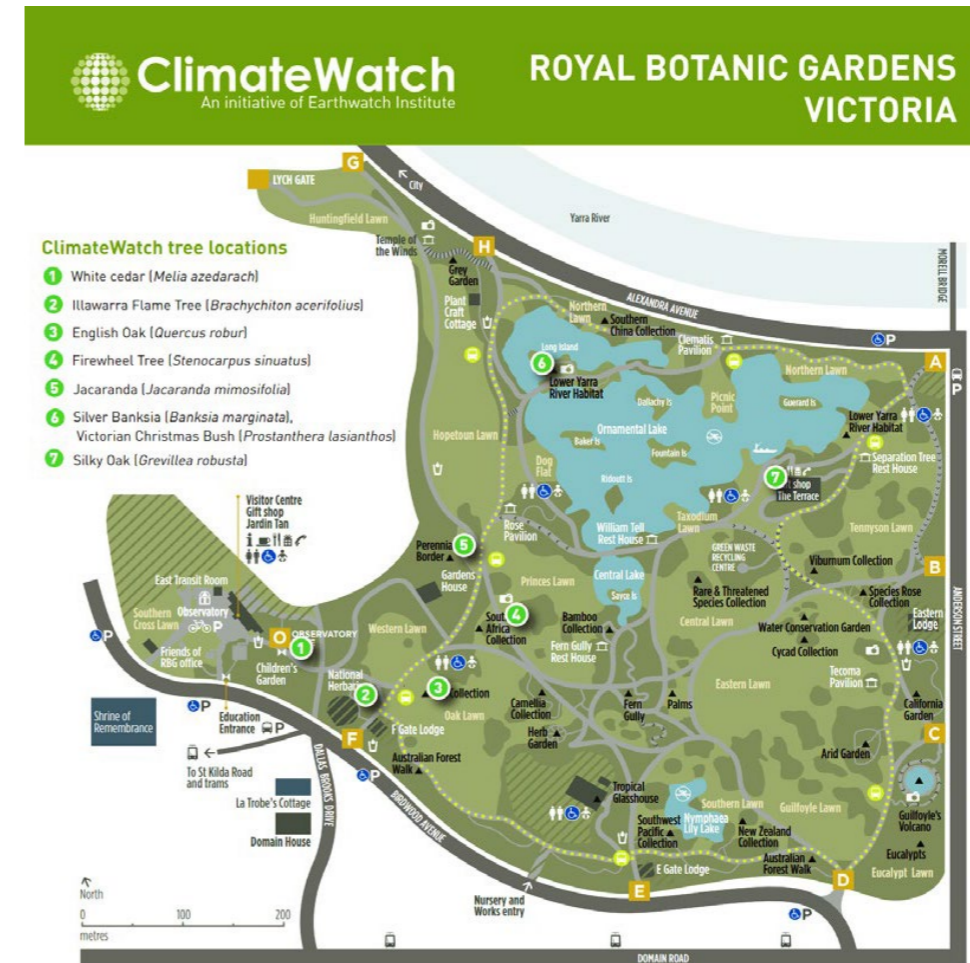 ClimateWatch
An initiative of Earthwatch Institute
ROYAL BOTANIC GARDENS
VICTORIA
G
LYCH GATE
City
Huntingfield Lawn
Yarra River
Temple of
the Winds
H
Grey
Garden
MORELL BRIDGE
ClimateWatch tree locations
1 White cedar (Melia azedarach)
2 Illawarra Flame Tree (Brachychiton acerifolius)
3 English Oak (Quercus robur)
4 Firewheel Tree (Stenocarpus sinuatus)
5 Jacaranda (Jacaranda mimosifolia)
6 Silver Banksia (Banksia marginata),
Victorian Christmas Bush (Prostanthera lasianthos)
7 Silky Oak (Grevillea robusta)
Plant
Craft
Cottage
Northern
Lawn
ALEXANDRA AVENUE
Southern
China Collection
Clematis
Pavilion
P
A
P
Long Island
6
Lower Yarra
River Habitat
Northern Lawn
Picnic
Point
Dallachy Is
Guerard Is
Lower Yarra
River Habitat
Hopetoun Lawn
Ornamental Lake
Baker Is
Fountain Is
Separation Tree
Rest House
Dog
Flat
Ridoutt Is
7
shop
The Terrace
Visitor Centre
Gift shop
Jardin Tan
Rose
Pavilion
William Tell
Rest House
Taxodium
Lawn
Tennyson Lawn
5
Perennia
Border
GREEN WASTE
RECYCLING
CENTRE
Viburnum Collection
B
East Transit Room
Gardens
House
Princes Lawn
Central Lake
Sayce Is
Rare & Threatened
Species Collection
Species Rose
Collection
ANDERSON STREET
Southern
Cross Lawn
Observatory
P
4
Sout
Africa
Collection
Bamboo
Collection
Central Lawn
Water Conservation Garden
Eastern
Lodge
O
OBSERVATORY
1
Western Lawn
Cycad Collection
P
Friends of
RBG office
Children's
Garden
Fern Gully
Rest House
Tecoma
Pavilion
National
Herbari
2
3
Collection
Oak Lawn
Camellia
Collection
Eastern Lawn
Fern
Gully
Palms
California
Garden
P
Shrine of
Remembrance
Education
Entrance
P
F
F Gate Lodge
Herb
Garden
C
Arid Garden
Australian Forest
Walk
To St Kilda Road
and trams
P
DALLAS BROOKS DRIVE
La Trobe's Cottage
BIRDWOOD AVENUE
Tropical
Glasshouse
Southern Lawn
Guilfoyle Lawn
Guilfoyle's
Volcano
Domain House
Southwest
Pacific
Collection
Nymphaea
Lily Lake
New Zealand
Collection
Eucalypts
Australian
Forest Walk
E Gate Lodge
Eucalypt Lawn
D
E
North
Nursery and
Works entry
P
0 100 200
metres
DOMAIN ROAD